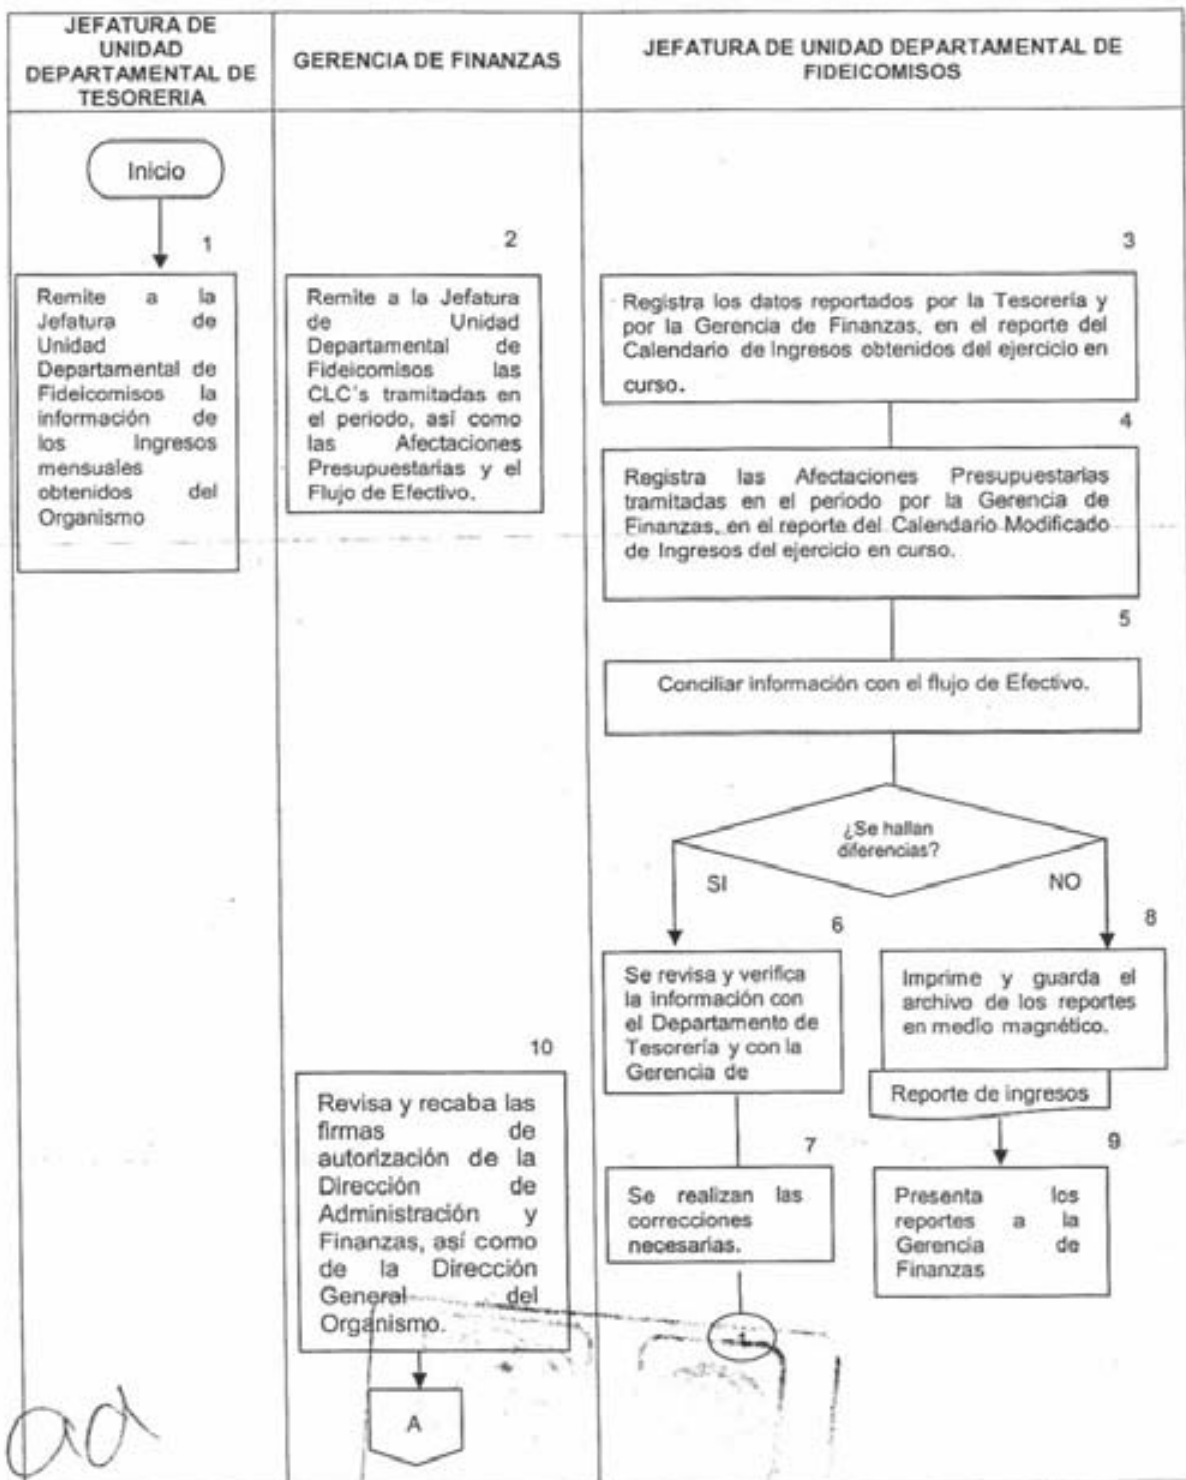 JEFATURA DE
UNIDAD
DEPARTAMENTAL DE
TESORERIA
GERENCIA DE FINANZAS
JEFATURA DE UNIDAD DEPARTAMENTAL DE
FIDEICOMISOS
Inicio
1
Remite a la
Jefatura de
Unidad
Departamental de
Fideicomisos la
información de
los Ingresos
mensuales
obtenidos del
Organismo
2
Remite a la Jefatura
de Unidad
Departamental de
Fideicomisos las
CLC´s tramitadas en
el periodo, así como
las Afectaciones
Presupuestarias y el
Flujo de Efectivo.
3
Registra los datos reportados por la Tesorería y
por la Gerencia de Finanzas, en el reporte del
Calendario de Ingresos obtenidos del ejercicio en
curso.
4
Registra las Afectaciones Presupuestarias
tramitadas en el periodo por la Gerencia de
Finanzas, en el reporte del Calendario Modificado
de Ingresos del ejercicio en curso.
5
Conciliar información con el flujo de Efectivo.
¿Se hallan
diferencias?
SI
NO
6
Se revisa y verifica
la información con
el Departamento de
Tesorería y con la
Gerencia de
8
Imprime y guarda el
archivo de los reportes
en medio magnético.
Reporte de ingresos
7
Se realizan las
correcciones
necesarias.
1
9
Presenta los
reportes a la
Gerencia de
Finanzas
10
Revisa y recaba las
firmas de
autorización de la
Dirección de
Administración y
Finanzas, así como
de la Dirección
General del
Organismo.
A